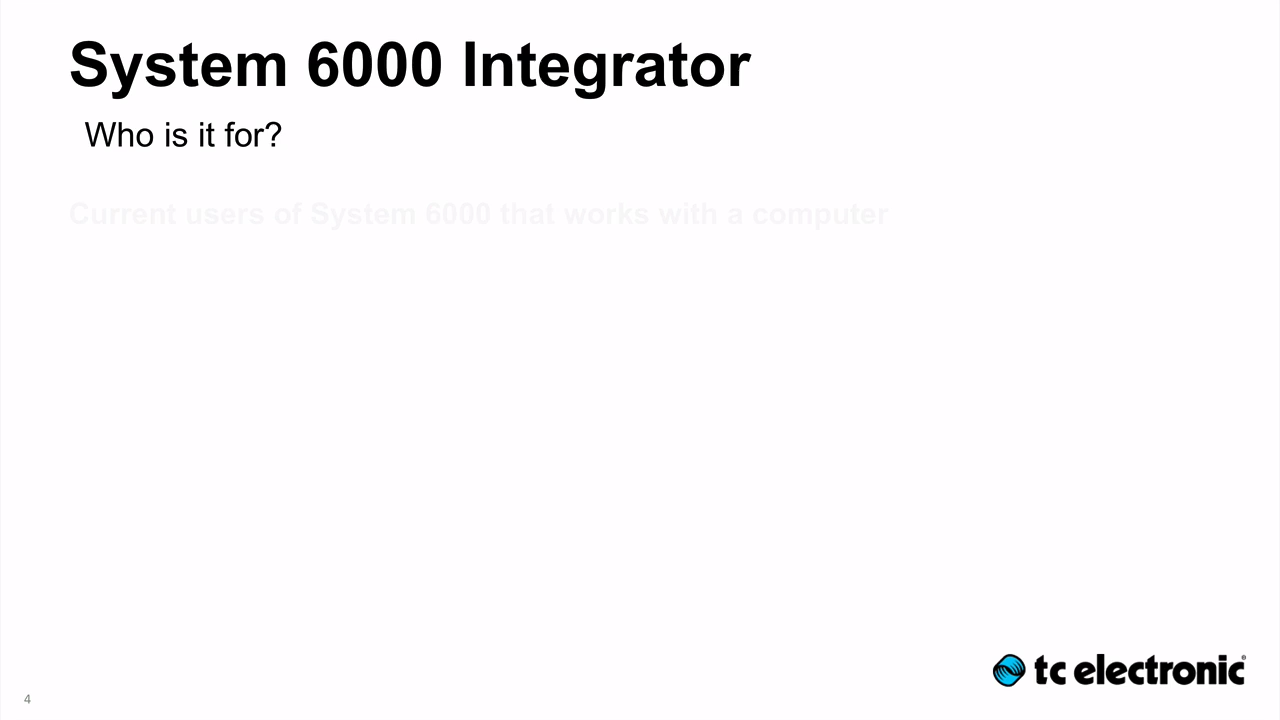 System 6000 Integrator
Who is it for?
Current users of System 6000 that works with a computer
tc electronic®
4